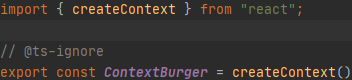 import { createContext } from "react";
// @ts-ignore
export const ContextBurger = createContext()